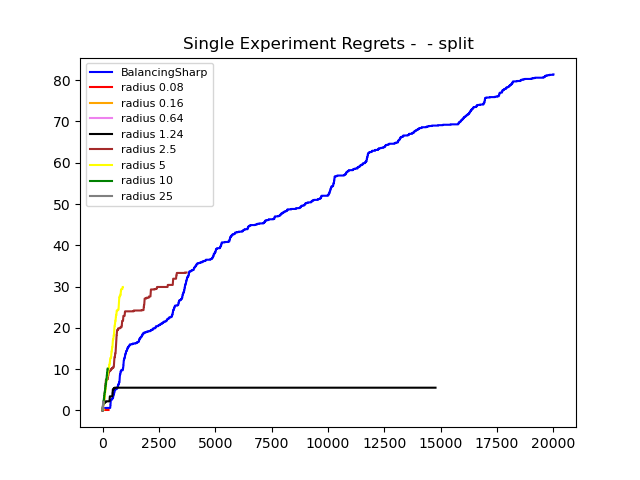 Single Experiment Regrets -  - split
BalancingSharp
radius 0.08
radius 0.16
radius 0.64
radius 1.24
radius 2.5
radius 5
radius 10
radius 25
80
70
60
50
40
30
20
10
0
0 2500 5000 7500 10000 12500 15000 17500 20000